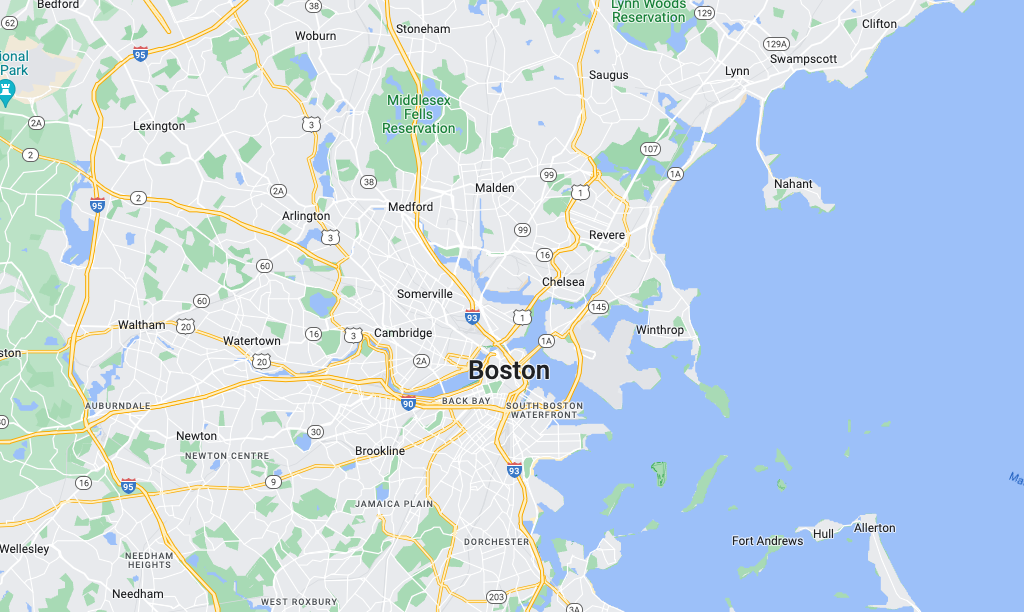 Bedford
38
Lynn Woods
Reservation
129
62
Clifton
Stoneham
Woburn
129A
95
Swampscott
Lynn
Saugus
ional
Park
Middlesex
Fells
Reservation
2A
Lexington
3
107
2
99
1A
38
Malden
1
Nahant
2A
2
95
Medford
Arlington
99
3
Revere
16
60
Chelsea
Somerville
60
145
93
1
Waltham
20
Winthrop
16
3
Cambridge
Watertown
1A
ston
20
2A
Boston
90
BACK BAY
AUBURNDALE
SOUTH BOSTON
WATERFRONT
30
Newton
Brookline
NEWTON CENTRE
93
16
95
9
JAMAICA PLAIN
Allerton
Hull
Fort Andrews
DORCHESTER
Wellesley
NEEDHAM
HEIGHTS
Needham
203
WEST ROXBURY
3A